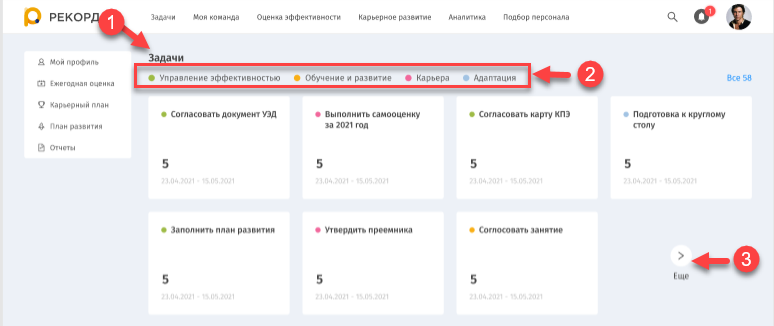 РЕКОРД
Задачи
Моя команда
Оценка эффективности
Карьерное развитие
Аналитика
Подбор персонала
1
1
Мой профиль
Ежегодная оценка
Карьерный план
План развития
Отчеты
Задачи
Управление эффективностью
Обучение и развитие
Карьера
Адаптация
2
Все 58
Согласовать документ УЭД
5
23.04.2021 - 15.05.2021
Выполнить самооценку
за 2021 год
5
23.04.2021 - 15.05.2021
Согласовать карту КПЭ
5
23.04.2021 - 15.05.2021
Подготовка к круглому
столу
5
23.04.2021 - 15.05.2021
Заполнить план развития
5
23.04.2021 - 15.05.2021
Утвердить преемника
5
23.04.2021 - 15.05.2021
Соглосовать занятие
5
23.04.2021 - 15.05.2021
Еще
3